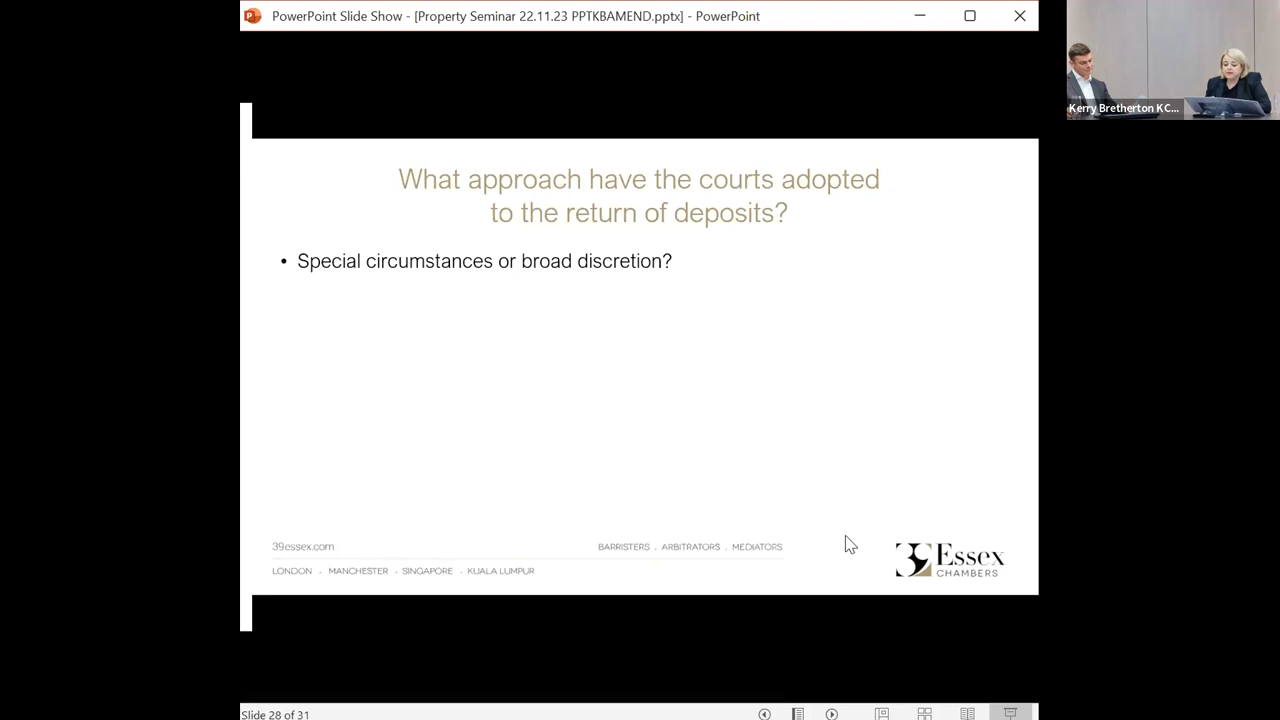 PowerPoint Slide Show - [Property Seminar 22.11.23 PPTKBAMEND.pptx] - PowerPoint
Kerry Bretherton KC...
What approach have the courts adopted
to the return of deposits?
• Special circumstances or broad discretion?
39essex.com
BARRISTERS . ARBITRATORS . MEDIATORS
LONDON . MANCHESTER . SINGAPORE . KUALA LUMPUR
39 Essex
CHAMBERS
Slide 28 of 31